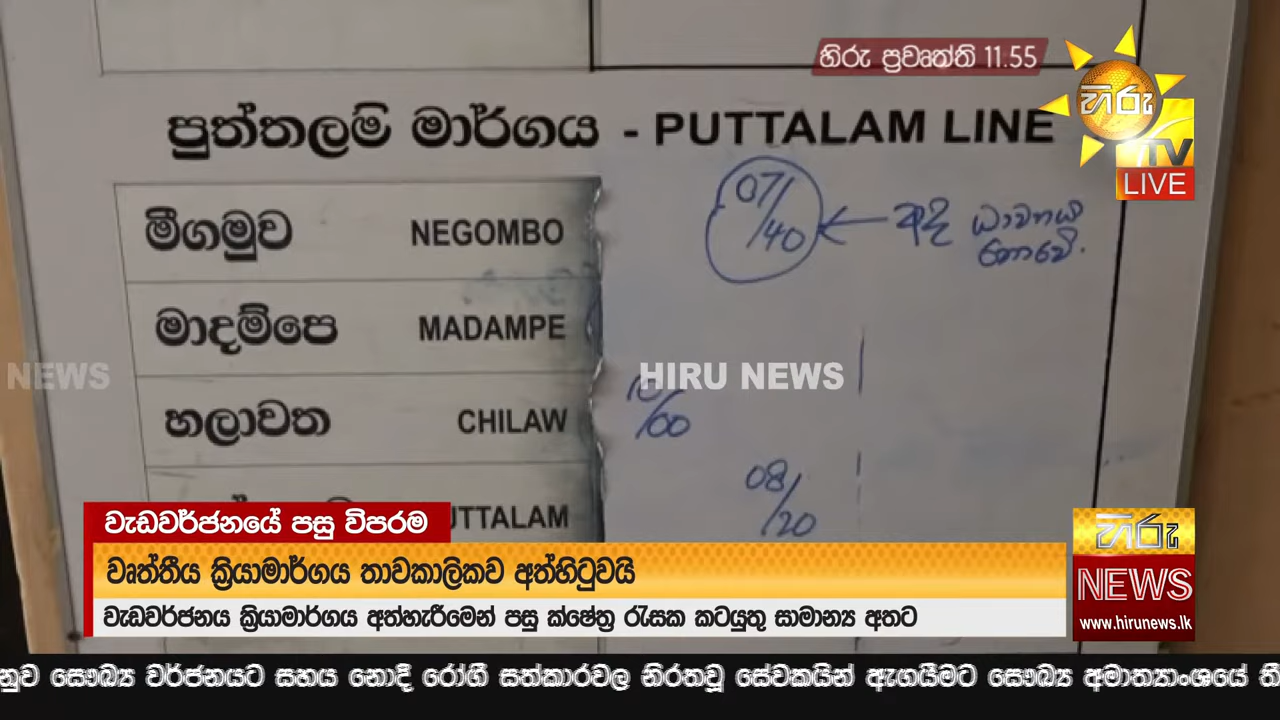 හිරු ප්‍රවෘත්ති 11.55
හිරු
TV
LIVE
පුත්තලම් මාර්ගය - PUTTALAM LINE
මීගමුව NEGOMBO 07/40 ← අද ධාවනය
නොවේ.
මාදම්පෙ MADAMPE
NEWS HIRU NEWS
හලාවත CHILAW 10/00
UTTALAM 08/20
වැඩවර්ජනයේ පසු විපරම
වෘත්තීය ක්‍රියාමාර්ගය තාවකාලිකව අත්හිටුවයි
වැඩවර්ජනය ක්‍රියාමාර්ගය අත්හැරීමෙන් පසු ක්ෂේත්‍ර රැසක කටයුතු සාමාන්‍ය අතට
හිරු
NEWS
www.hirunews.lk
නුව සෞඛ්‍ය වර්ජනයට සහය නොදී රෝගී සත්කාරවල නිරතවූ සේවකයින් ඇගයීමට සෞඛ්‍ය අමාත්‍යාංශයේ තී